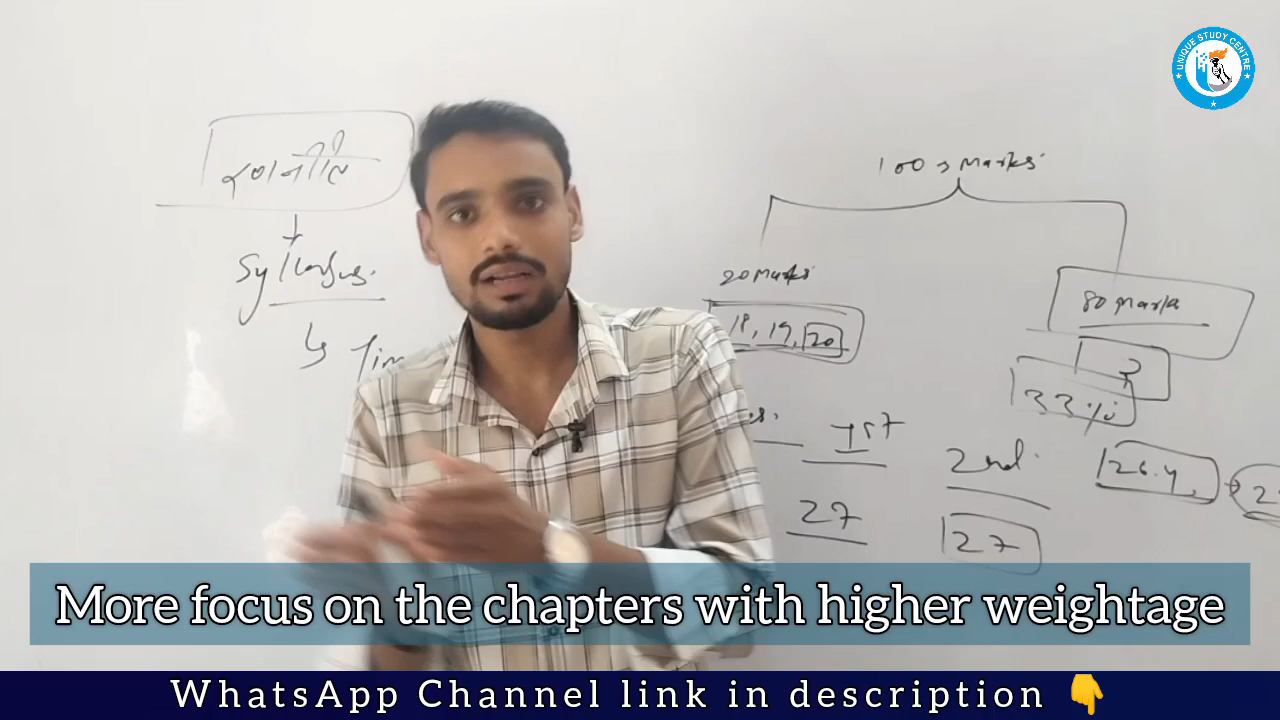 UNIQUE STUDY CENTRE
रणनीति
Syllabus.
100 → Marks
20 Marks
18, 19, 20
80 Marks
33 %
1st
2nd.
26.4
27
27
More focus on the chapters with higher weightage
WhatsApp Channel link in description 👇